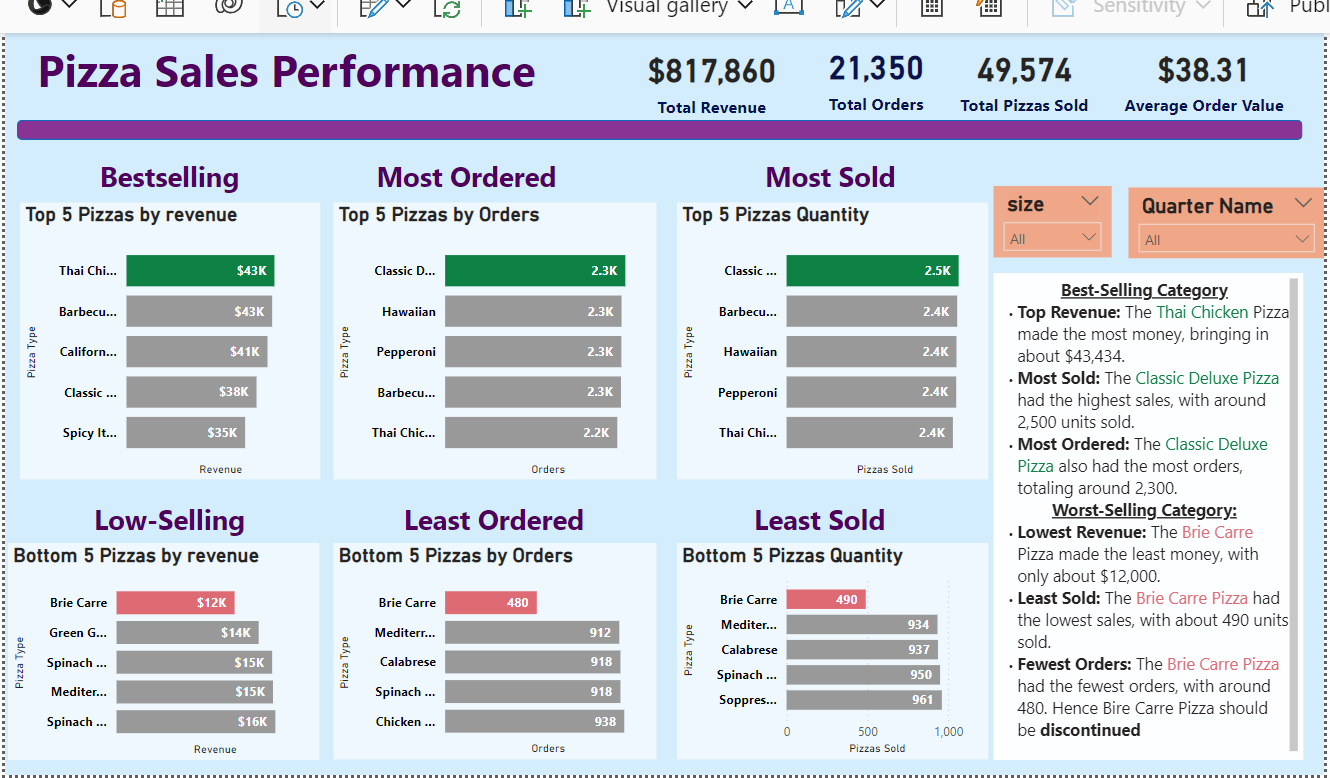 Visual gallery
Sensitivity
Publ
Pizza Sales Performance
$817,860
Total Revenue
21,350
Total Orders
49,574
Total Pizzas Sold
$38.31
Average Order Value
Bestselling
Top 5 Pizzas by revenue
Pizza Type
Thai Chi... $43K
Barbecu... $43K
Californ... $41K
Classic ... $38K
Spicy It... $35K
Revenue
Most Ordered
Top 5 Pizzas by Orders
Pizza Type
Classic D... 2.3K
Hawaiian 2.3K
Pepperoni 2.3K
Barbecu... 2.3K
Thai Chic... 2.2K
Orders
Most Sold
Top 5 Pizzas Quantity
Pizza Type
Classic ... 2.5K
Barbecu... 2.4K
Hawaiian 2.4K
Pepperoni 2.4K
Thai Chi... 2.4K
Pizzas Sold
size
All
Quarter Name
All
Low-Selling
Bottom 5 Pizzas by revenue
Pizza Type
Brie Carre $12K
Green G... $14K
Spinach ... $15K
Mediter... $15K
Spinach ... $16K
Revenue
Least Ordered
Bottom 5 Pizzas by Orders
Pizza Type
Brie Carre 480
Mediterr... 912
Calabrese 918
Spinach ... 918
Chicken ... 938
Orders
Least Sold
Bottom 5 Pizzas Quantity
Pizza Type
Brie Carre 490
Mediter... 934
Calabrese 937
Spinach ... 950
Soppres... 961
0 500 1,000
Pizzas Sold
Best-Selling Category
• Top Revenue: The Thai Chicken Pizza
made the most money, bringing in
about $43,434.
• Most Sold: The Classic Deluxe Pizza
had the highest sales, with around
2,500 units sold.
• Most Ordered: The Classic Deluxe
Pizza also had the most orders,
totaling around 2,300.
Worst-Selling Category:
• Lowest Revenue: The Brie Carre
Pizza made the least money, with
only about $12,000.
• Least Sold: The Brie Carre Pizza had
the lowest sales, with about 490 units
sold.
• Fewest Orders: The Brie Carre Pizza
had the fewest orders, with around
480. Hence Bire Carre Pizza should
be discontinued